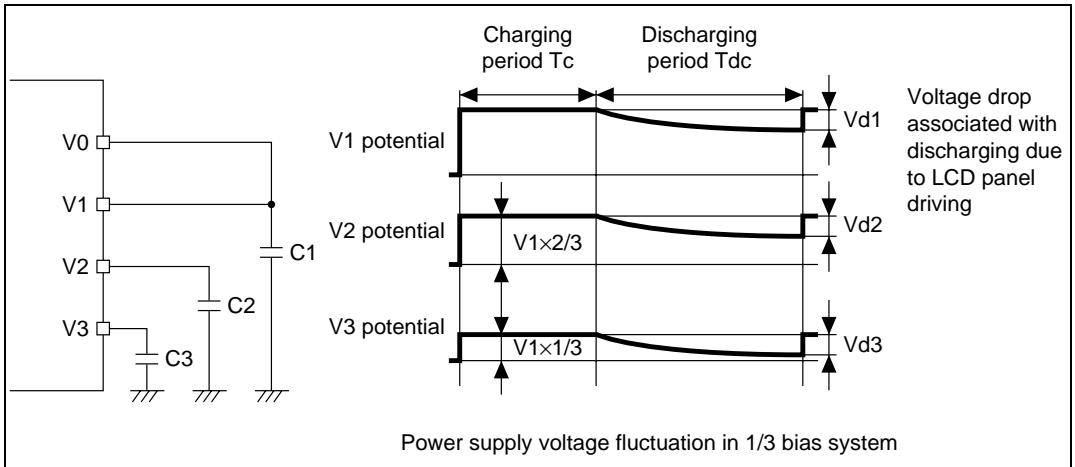 Charging
period Tc
Discharging
period Tdc
V0
V1
V2
V3
C1
C2
C3
V1 potential
Vd1
Voltage drop
associated with
discharging due
to LCD panel
driving
V2 potential
V1×2/3
Vd2
V3 potential
V1×1/3
Vd3
Power supply voltage fluctuation in 1/3 bias system